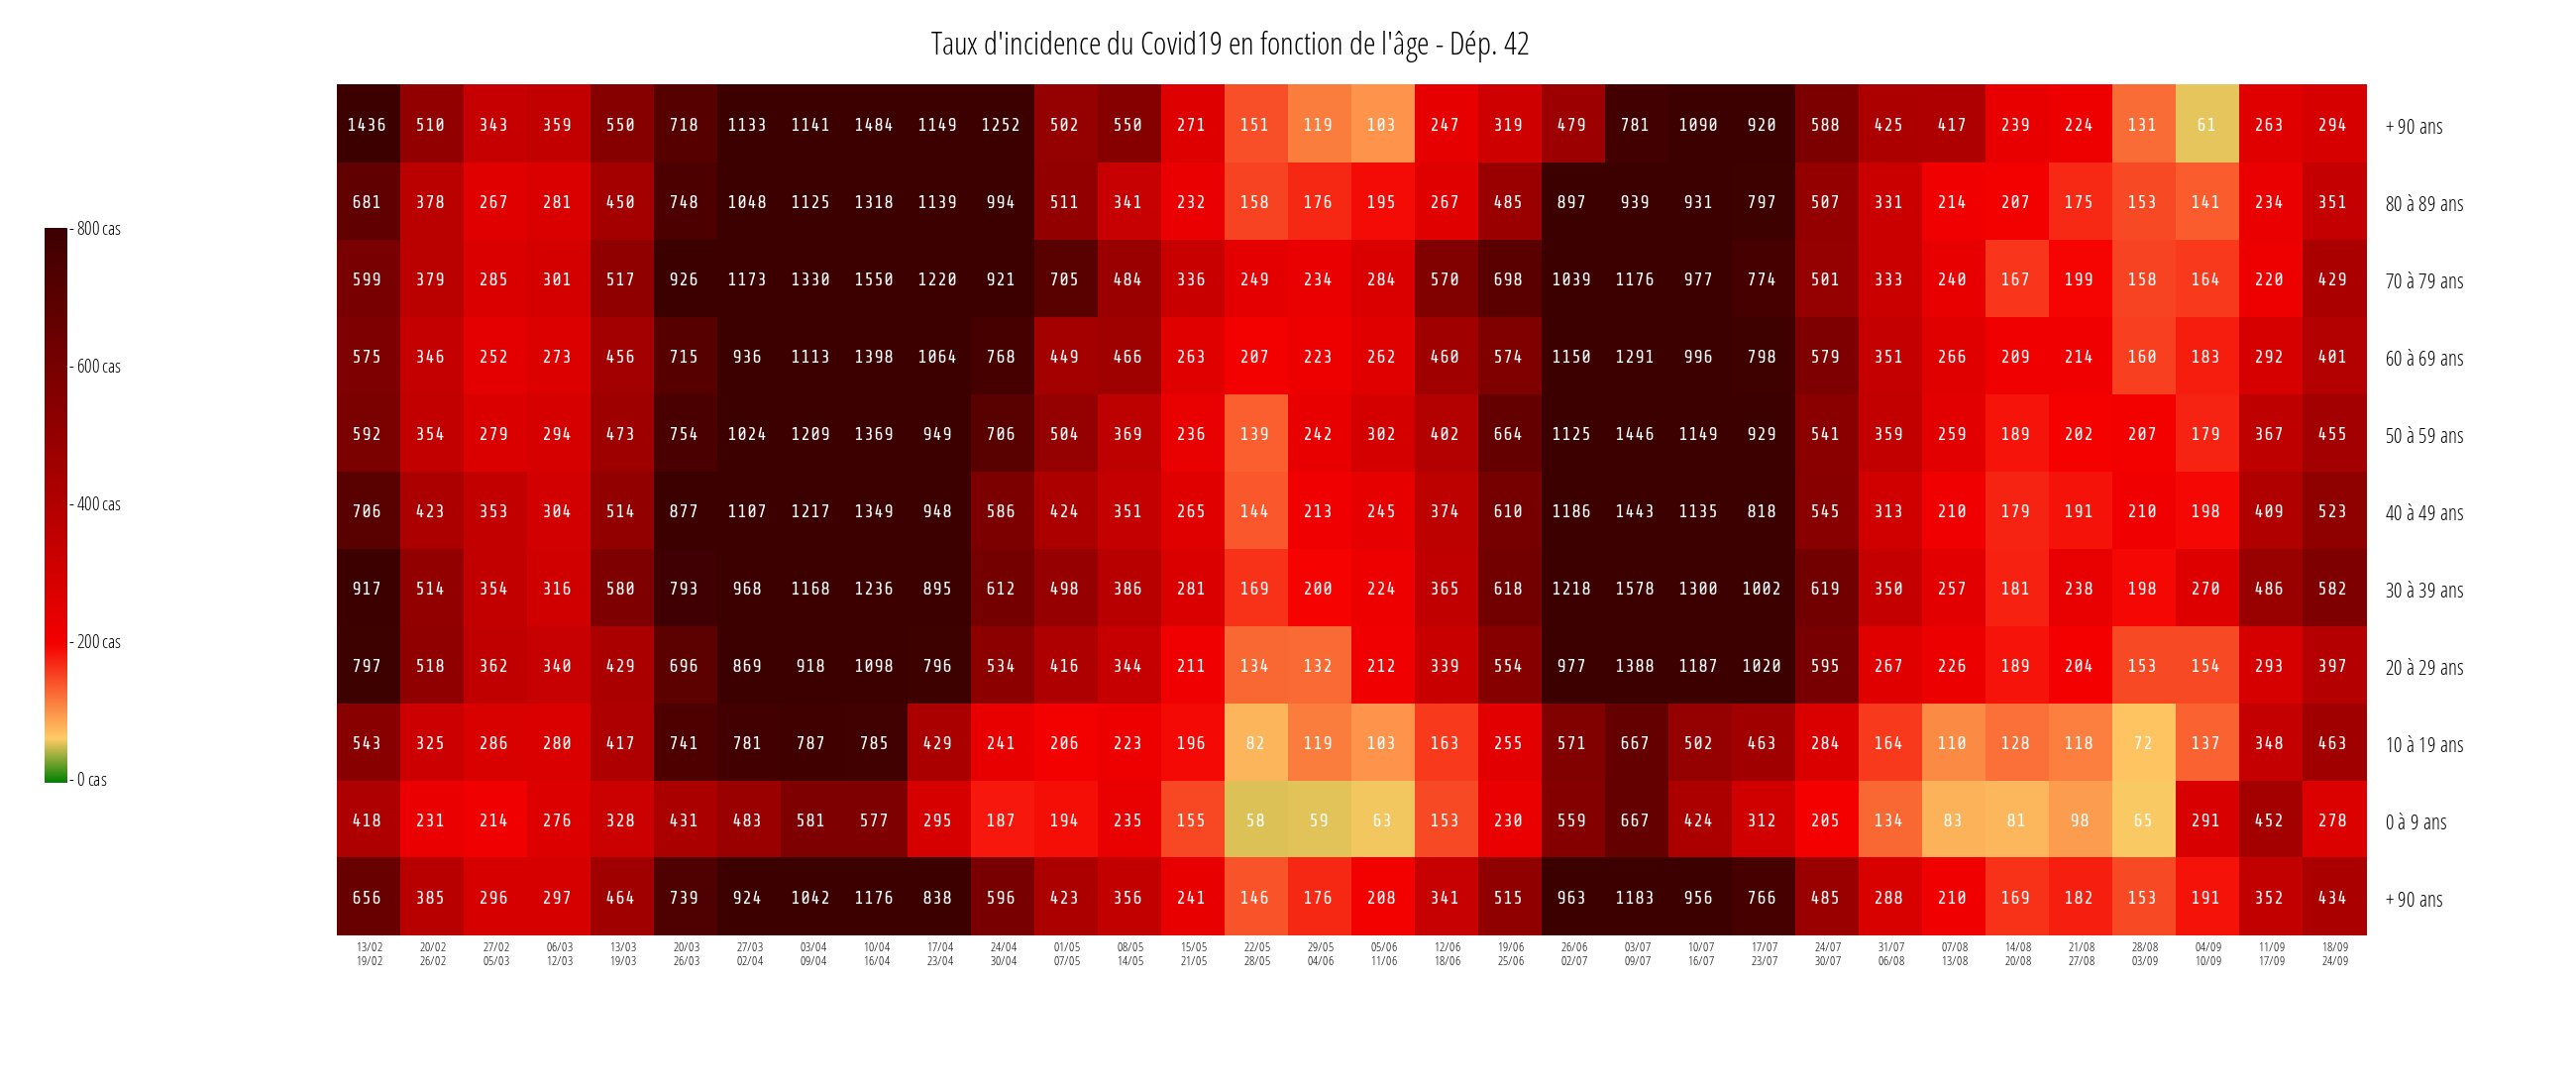 Taux d'incidence du Covid19 en fonction de l'âge - Dép. 42
1436 510 343 359 550 718 1133 1141 1484 1149 1252 502 550 271 151 119 103 247 319 479 781 1090 920 588 425 417 239 224 131 61 263 294 + 90 ans
681 378 267 281 450 748 1048 1125 1318 1139 994 511 341 232 158 176 195 267 485 897 939 931 797 507 331 214 207 175 153 141 234 351 80 à 89 ans
- 800 cas
599 379 285 301 517 926 1173 1330 1550 1220 921 705 484 336 249 234 284 570 698 1039 1176 977 774 501 333 240 167 199 158 164 220 429 70 à 79 ans
575 346 252 273 456 715 936 1113 1398 1064 768 449 466 263 207 223 262 460 574 1150 1291 996 798 579 351 266 209 214 160 183 292 401 60 à 69 ans
- 600 cas
592 354 279 294 473 754 1024 1209 1369 949 706 504 369 236 139 242 302 402 664 1125 1446 1149 929 541 359 259 189 202 207 179 367 455 50 à 59 ans
- 400 cas
706 423 353 304 514 877 1107 1217 1349 948 586 424 351 265 144 213 245 374 610 1186 1443 1135 818 545 313 210 179 191 210 198 409 523 40 à 49 ans
917 514 354 316 580 793 968 1168 1236 895 612 498 386 281 169 200 224 365 618 1218 1578 1300 1002 619 350 257 181 238 198 270 486 582 30 à 39 ans
- 200 cas
797 518 362 340 429 696 869 918 1098 796 534 416 344 211 134 132 212 339 554 977 1388 1187 1020 595 267 226 189 204 153 154 293 397 20 à 29 ans
543 325 286 280 417 741 781 787 785 429 241 206 223 196 82 119 103 163 255 571 667 502 463 284 164 110 128 118 72 137 348 463 10 à 19 ans
- 0 cas
418 231 214 276 328 431 483 581 577 295 187 194 235 155 58 59 63 153 230 559 667 424 312 205 134 83 81 98 65 291 452 278 0 à 9 ans
656 385 296 297 464 739 924 1042 1176 838 596 423 356 241 146 176 208 341 515 963 1183 956 766 485 288 210 169 182 153 191 352 434 + 90 ans
13/02 20/02 27/02 06/03 13/03 20/03 27/03 03/04 10/04 17/04 24/04 01/05 08/05 15/05 22/05 29/05 05/06 12/06 19/06 26/06 03/07 10/07 17/07 24/07 31/07 07/08 14/08 21/08 28/08 04/09 11/09 18/09
19/02 26/02 05/03 12/03 19/03 26/03 02/04 09/04 16/04 23/04 30/04 07/05 14/05 21/05 28/05 04/06 11/06 18/06 25/06 02/07 09/07 16/07 23/07 30/07 06/08 13/08 20/08 27/08 03/09 10/09 17/09 24/09